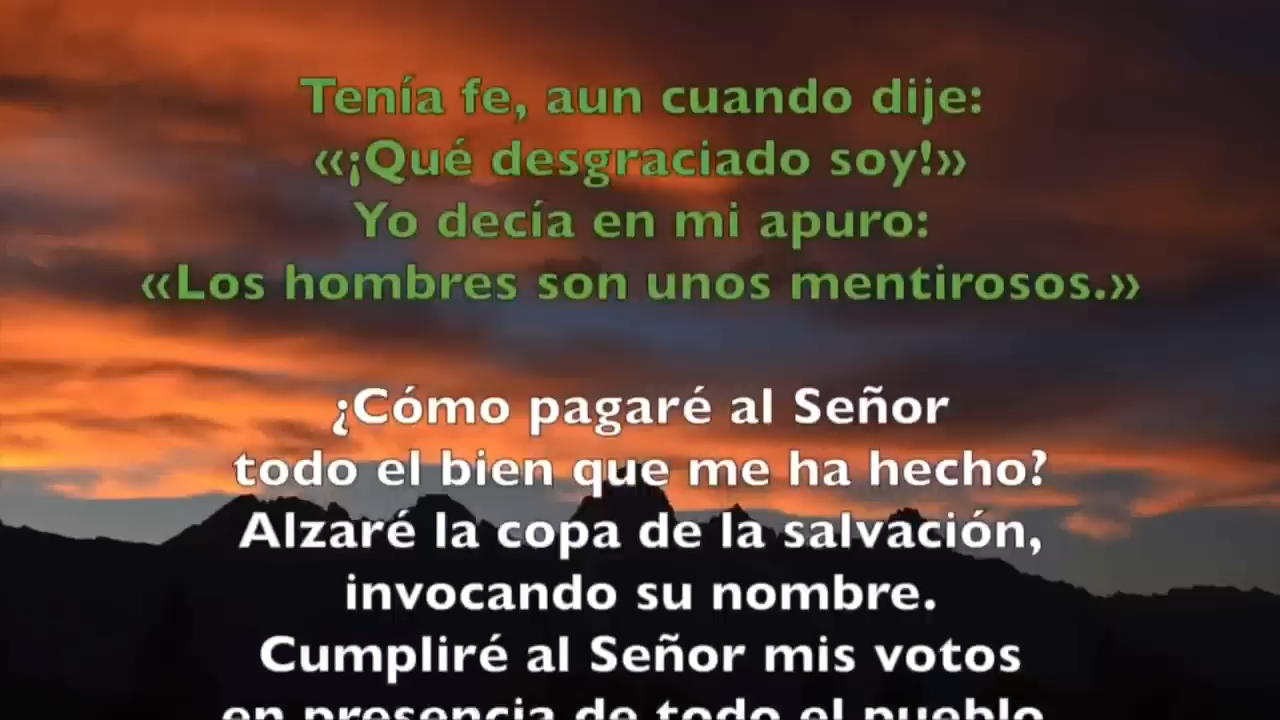 Tenía fe, aun cuando dije:
«¡Qué desgraciado soy!»
Yo decía en mi apuro:
«Los hombres son unos mentirosos.»
¿Cómo pagaré al Señor
todo el bien que me ha hecho?
Alzaré la copa de la salvación,
invocando su nombre.
Cumpliré al Señor mis votos
en presencia de todo el pueblo